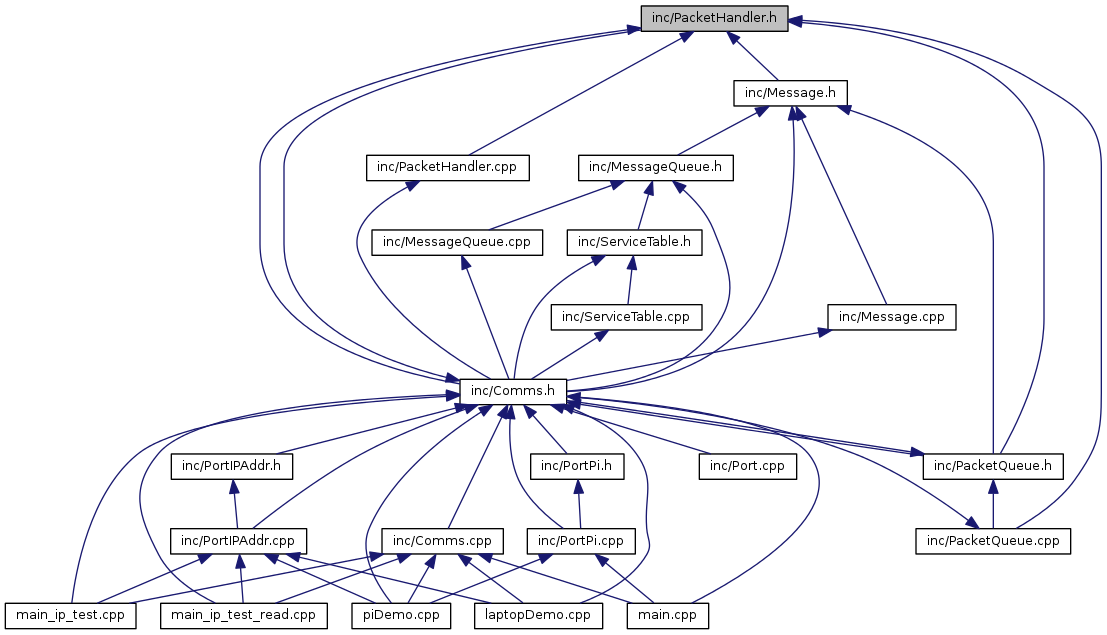 inc/PacketHandler.h
inc/Message.h
inc/PacketHandler.cpp
inc/MessageQueue.h
inc/MessageQueue.cpp
inc/ServiceTable.h
inc/ServiceTable.cpp
inc/Message.cpp
inc/Comms.h
inc/PortIPAddr.h
inc/PortPi.h
inc/Port.cpp
inc/PacketQueue.h
inc/PortIPAddr.cpp
inc/Comms.cpp
inc/PortPi.cpp
inc/PacketQueue.cpp
main_ip_test.cpp
main_ip_test_read.cpp
piDemo.cpp
laptopDemo.cpp
main.cpp